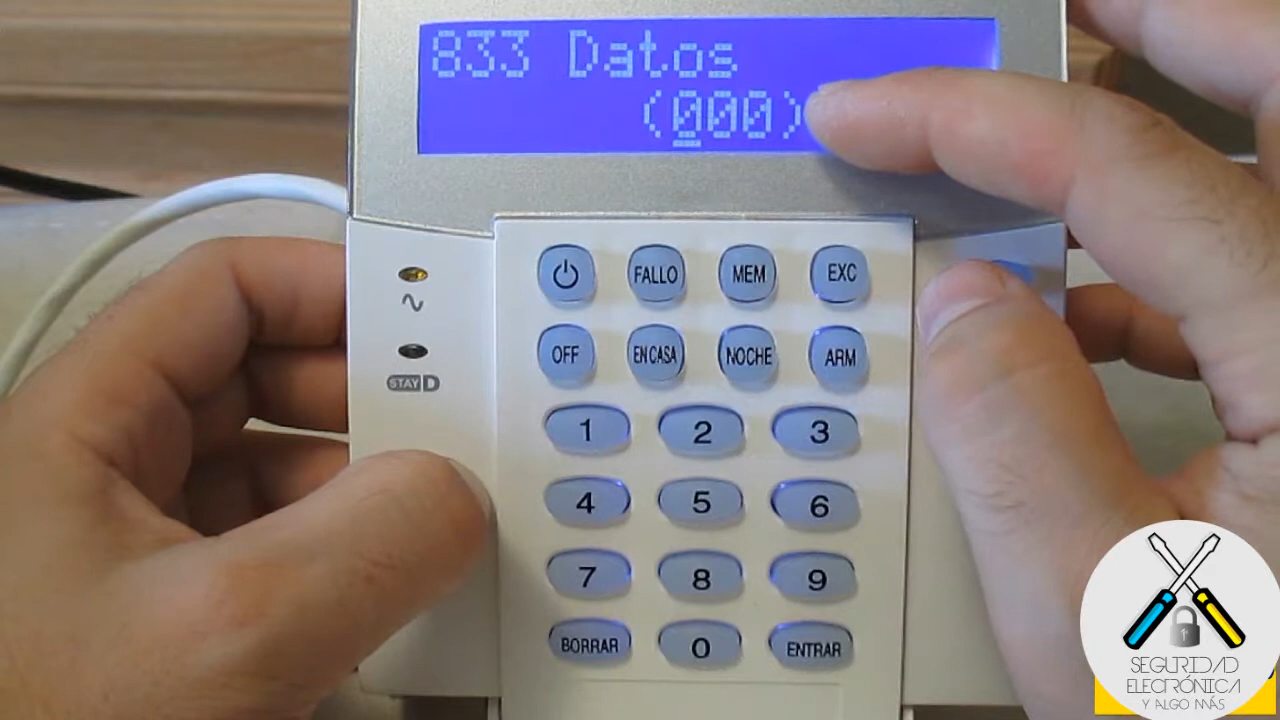 833 Datos
(000)
FALLO MEM EXC
OFF EN CASA NOCHE ARM
STAY D
1 2 3
4 5 6
7 8 9
BORRAR 0 ENTRAR
SEGURIDAD
ELECTRÓNICA
Y ALGO MÁS